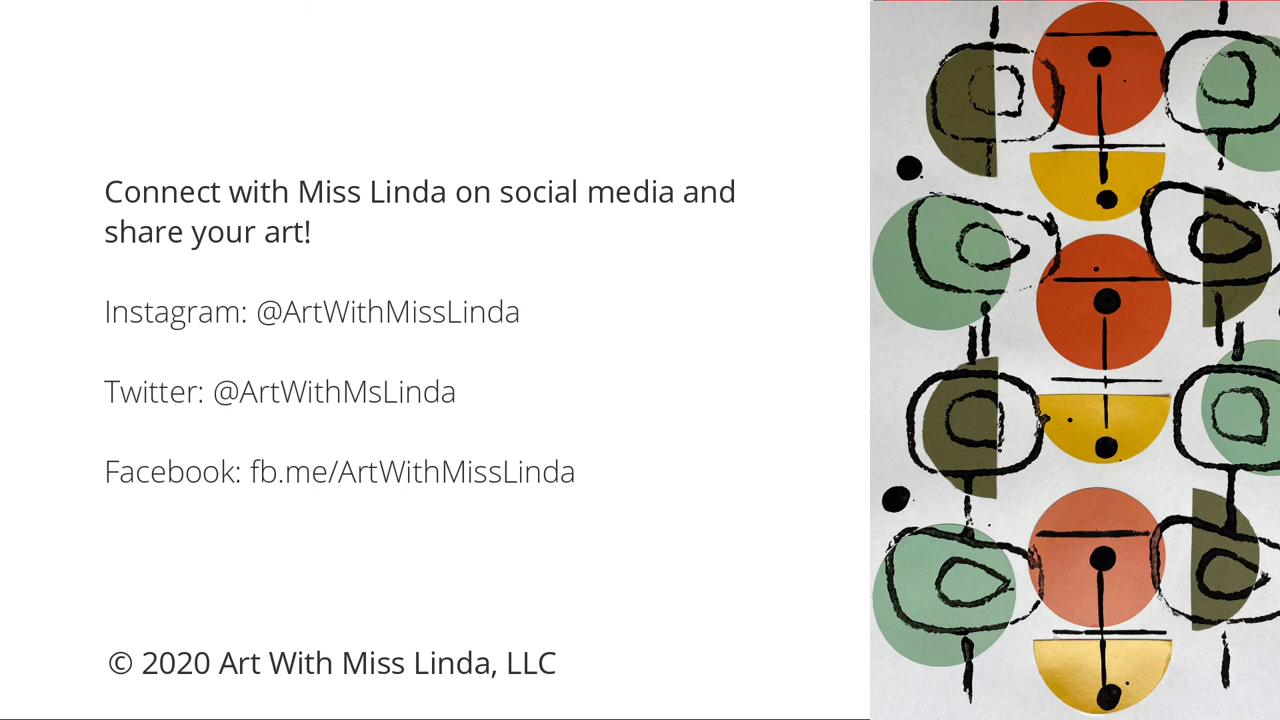 Connect with Miss Linda on social media and
share your art!
Instagram: @ArtWithMissLinda
Twitter: @ArtWithMsLinda
Facebook: fb.me/ArtWithMissLinda
© 2020 Art With Miss Linda, LLC